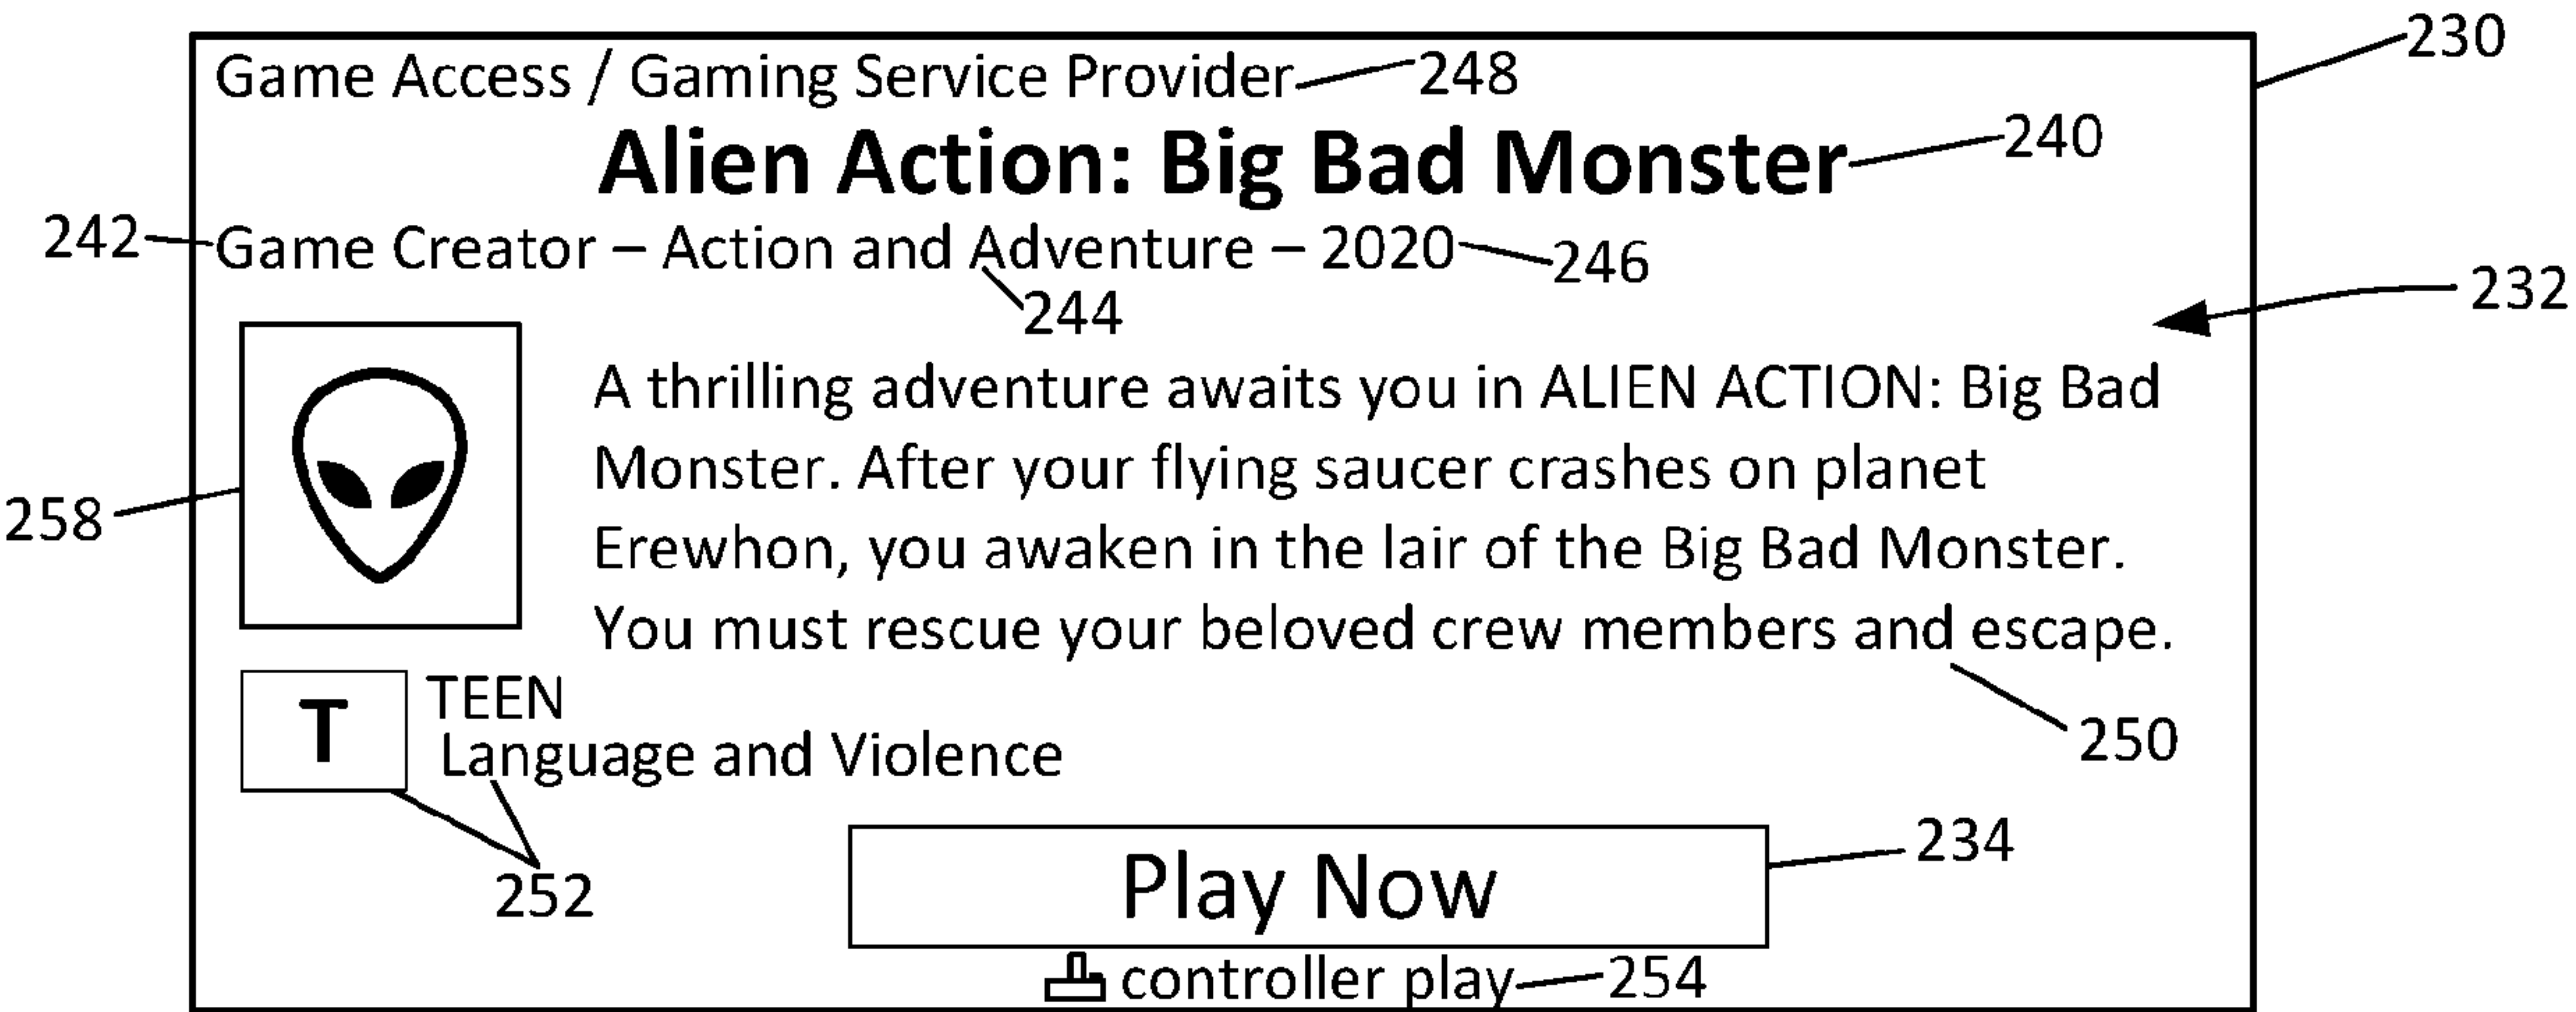 230
Game Access / Gaming Service Provider 248
Alien Action: Big Bad Monster 240
242 Game Creator – Action and Adventure – 2020 246
244
232
A thrilling adventure awaits you in ALIEN ACTION: Big Bad
Monster. After your flying saucer crashes on planet
258
Erewhon, you awaken in the lair of the Big Bad Monster.
You must rescue your beloved crew members and escape.
250
T TEEN
Language and Violence
252
Play Now 234
controller play 254